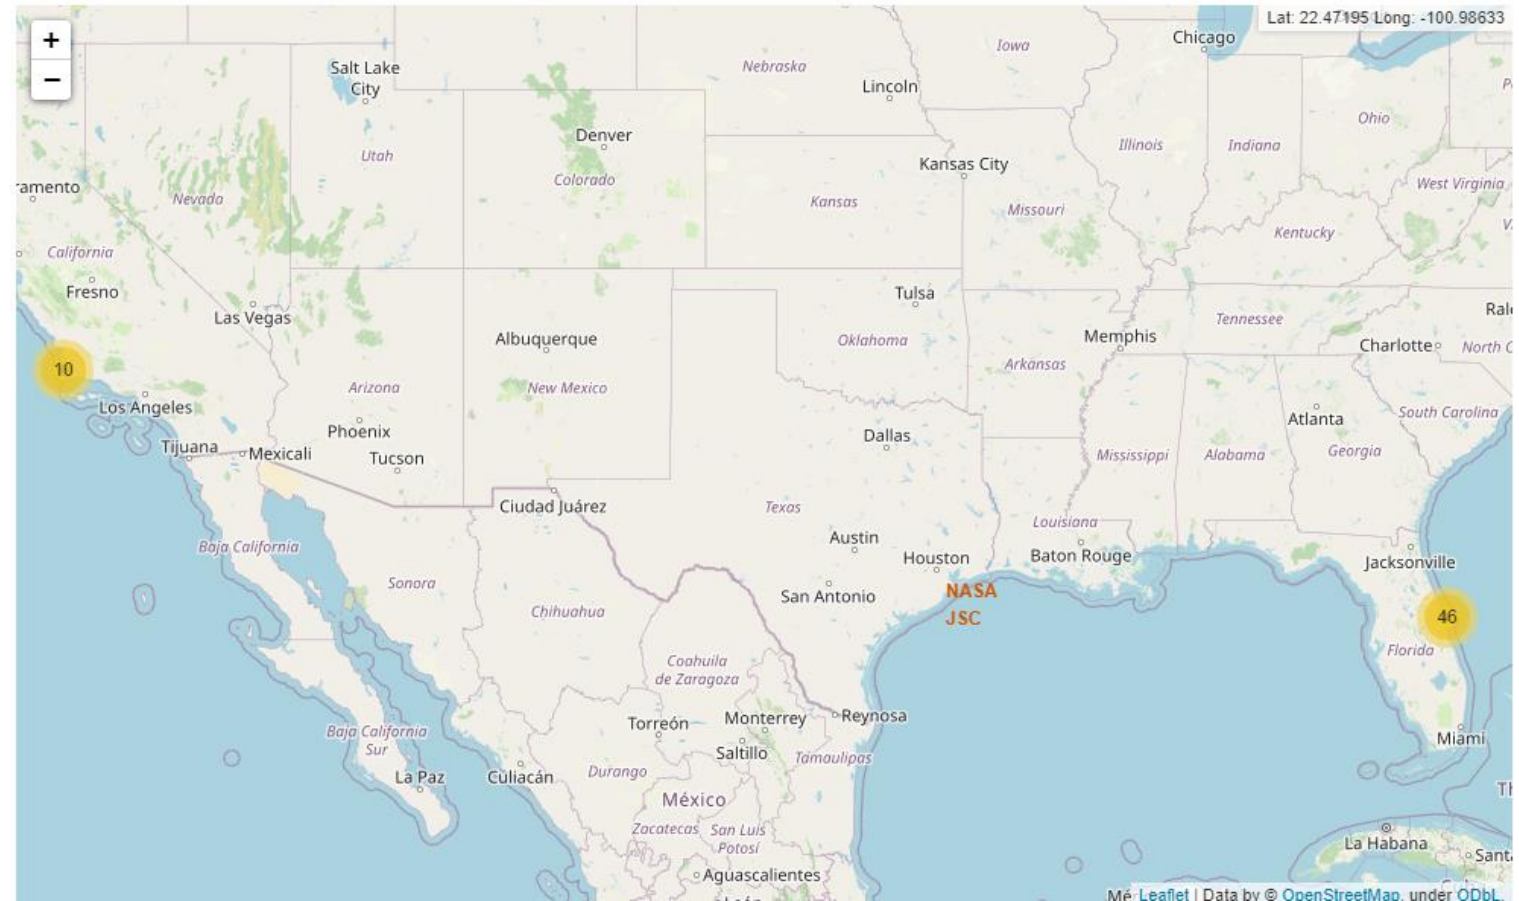 +
−
Lat: 22.47195 Long: -100.98633
Chicago
Iowa
Nebraska
Salt Lake
City
Lincoln
Ohio
Denver
Illinois
Indiana
Utah
Kansas City
Colorado
West Virginia
ramento
Nevada
Kansas
Missouri
Kentucky
California
Fresno
Tulsa
Las Vegas
Tennessee
Albuquerque
Oklahoma
Memphis
Charlotte
North C
10
Arkansas
Arizona
New Mexico
Los Angeles
South Carolina
Atlanta
Phoenix
Dallas
Tijuana
Mexicali
Tucson
Mississippi
Alabama
Georgia
Ciudad Juárez
Texas
Louisiana
Austin
Baja California
Houston
Baton Rouge
Jacksonville
Sonora
NASA
JSC
San Antonio
Chihuahua
46
Florida
Coahuila
de Zaragoza
Torreón
Monterrey
Reynosa
Baja California
Sur
Miami
Saltillo
Tamaulipas
La Paz
Culiacán
Durango
México
Zacatecas
San Luis
Potosí
La Habana
Aguascalientes
Leaflet | Data by © OpenStreetMap, under ODbL.